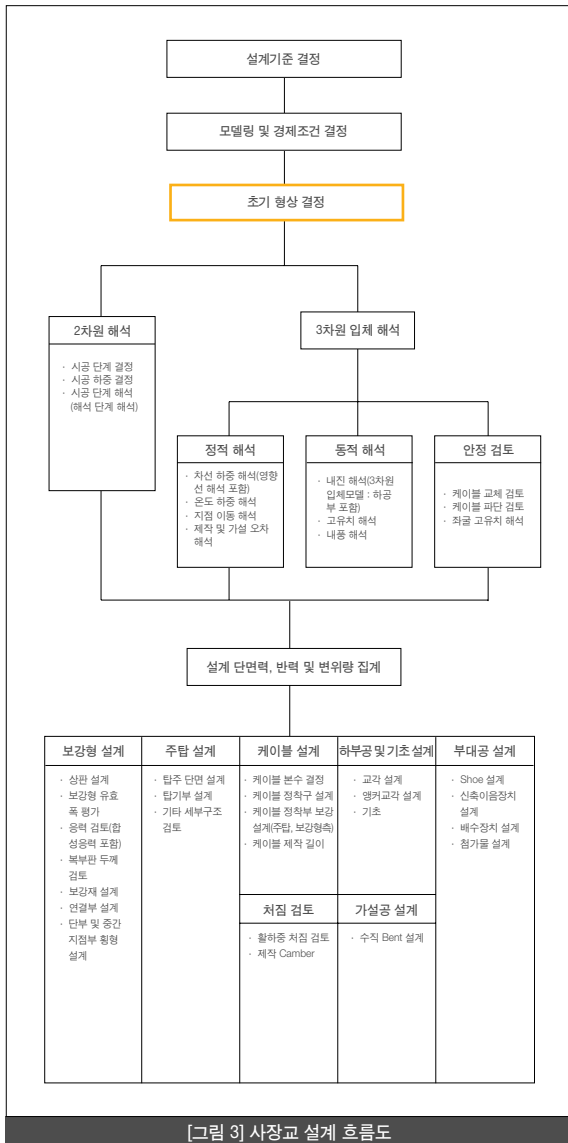 설계기준 결정
모델링 및 경제조건 결정
초기 형상 결정
2차원 해석
· 시공 단계 결정
· 시공 하중 결정
· 시공 단계 해석
(해석 단계 해석)
3차원 입체 해석
정적 해석
· 차선 하중 해석(영향
선 해석 포함)
· 온도 하중 해석
· 지점 이동 해석
· 제작 및 가설 오차
해석
동적 해석
· 내진 해석(3차원
입체모델 : 하공
부 포함)
· 고유치 해석
· 내풍 해석
안정 검토
· 케이블 교체 검토
· 케이블 파단 검토
· 좌굴 고유치 해석
설계 단면력, 반력 및 변위량 집계
보강형 설계
· 상판 설계
· 보강형 유효
폭 평가
· 응력 검토(합
성응력 포함)
· 복부판 두께
검토
· 보강재 설계
· 연결부 설계
· 단부 및 중간
지점부 횡형
설계
주탑 설계
· 탑주 단면 설계
· 탑기부 설계
· 기타 세부구조
검토
케이블 설계
· 케이블 본수 결정
· 케이블 정착구 설계
· 케이블 정착부 보강
설계(주탑, 보강형측)
· 케이블 제작 길이
처짐 검토
· 활하중 처짐 검토
· 제작 Camber
하부공 및 기초 설계
· 교각 설계
· 앵커교각 설계
· 기초
가설공 설계
· 수직 Bent 설계
부대공 설계
· Shoe 설계
· 신축이음장치
설계
· 배수장치 설계
· 첨가물 설계
[그림 3] 사장교 설계 흐름도